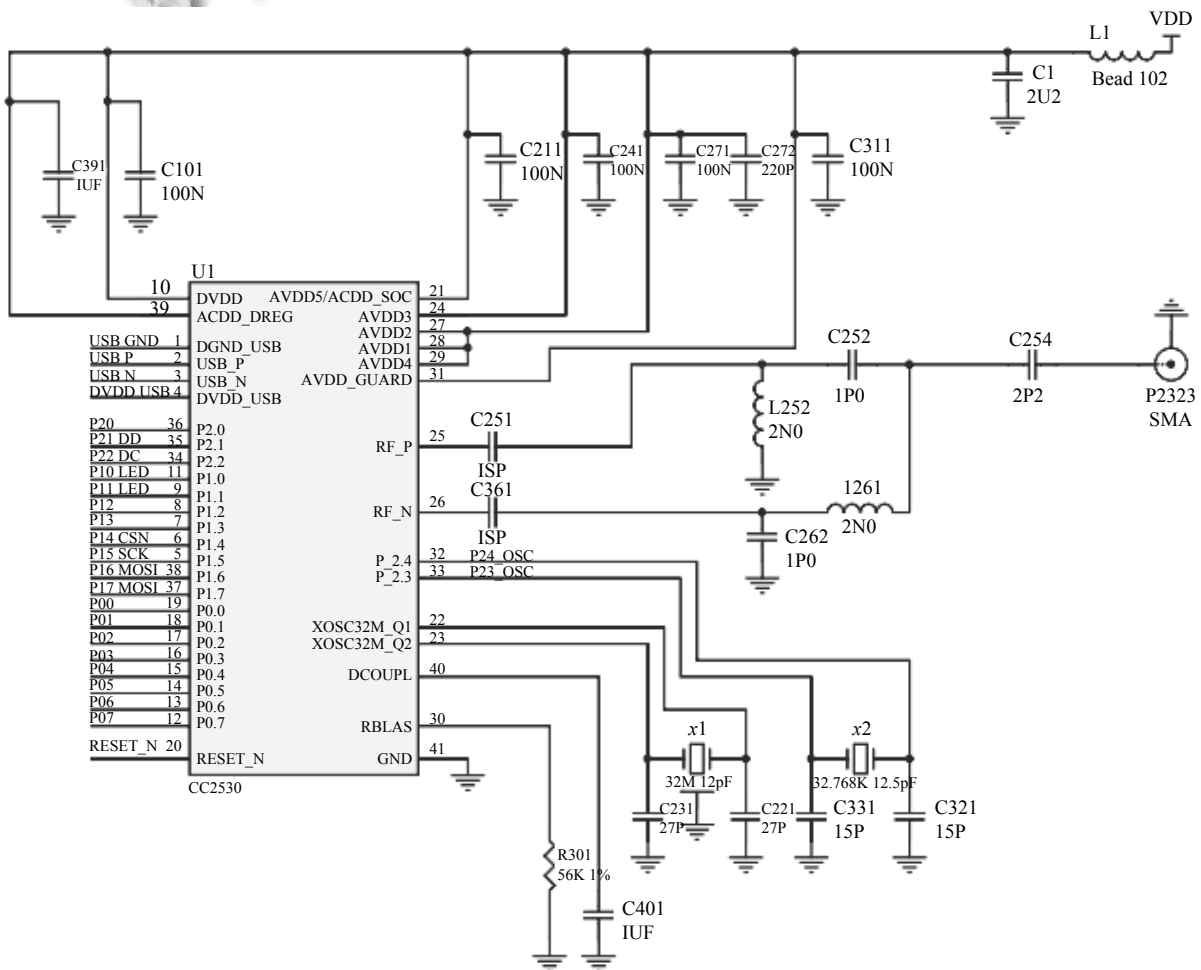 VDD
L1
Bead 102
C1
2U2
C391
IUF
C101
100N
C211
100N
C241
100N
C271
100N
C272
220P
C311
100N
U1
10 DVDD
39 ACDD_DREG
USB GND 1 DGND_USB
USB P 2 USB_P
USB N 3 USB_N
DVDD USB 4 DVDD_USB
P20 36 P2.0
P21 DD 35 P2.1
P22 DC 34 P2.2
P10 LED 11 P1.0
P11 LED 9 P1.1
P12 8 P1.2
P13 7 P1.3
P14 CSN 6 P1.4
P15 SCK 5 P1.5
P16 MOSI 38 P1.6
P17 MOSI 37 P1.7
P00 19 P0.0
P01 18 P0.1
P02 17 P0.2
P03 16 P0.3
P04 15 P0.4
P05 14 P0.5
P06 13 P0.6
P07 12 P0.7
RESET_N 20 RESET_N
CC2530
AVDD5/ACDD_SOC 21
AVDD3 24
AVDD2 27
AVDD1 28
AVDD4 29
AVDD_GUARD 31
RF_P 25
RF_N 26
P_2.4 32 P24_OSC
P_2.3 33 P23_OSC
XOSC32M_Q1 22
XOSC32M_Q2 23
DCOUPL 40
RBLAS 30
GND 41
C251
ISP
C361
ISP
L252
2N0
C252
1P0
C254
2P2
P2323
SMA
1261
2N0
C262
1P0
x1
32M 12pF
x2
32.768K 12.5pF
C231
27P
C221
27P
C331
15P
C321
15P
R301
56K 1%
C401
IUF